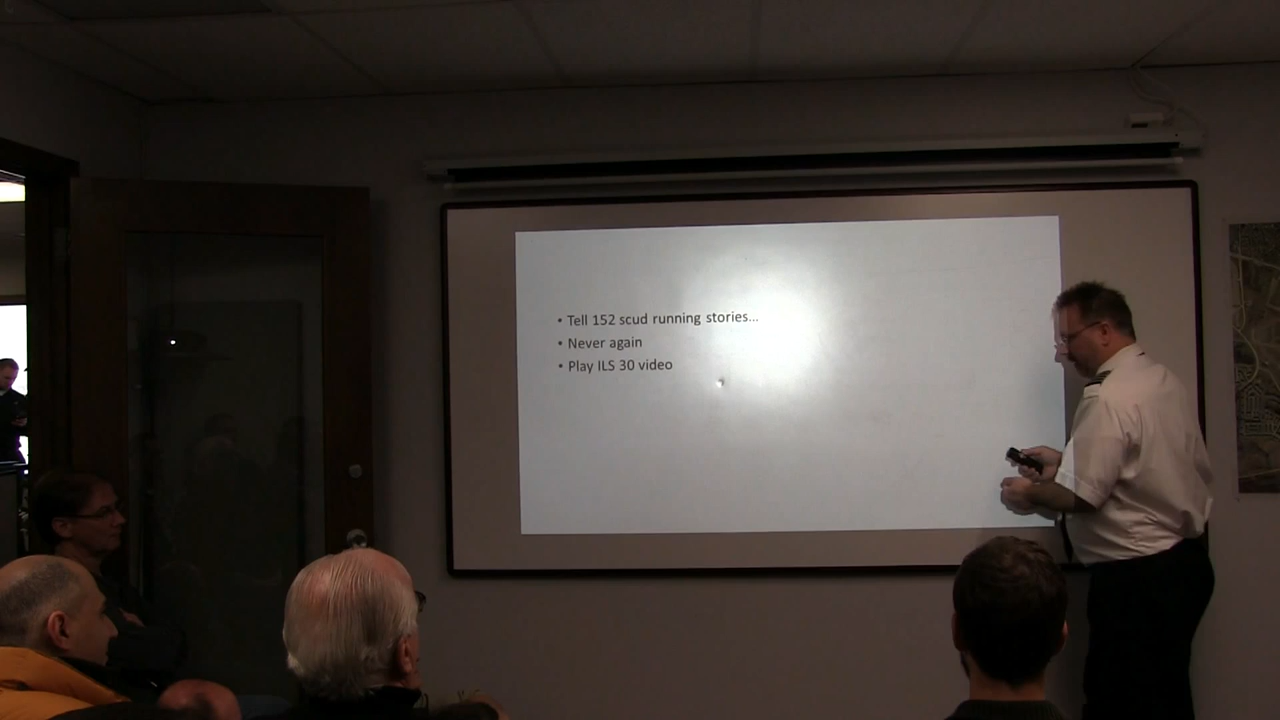 • Tell 152 scud running stories...
• Never again
• Play ILS 30 video